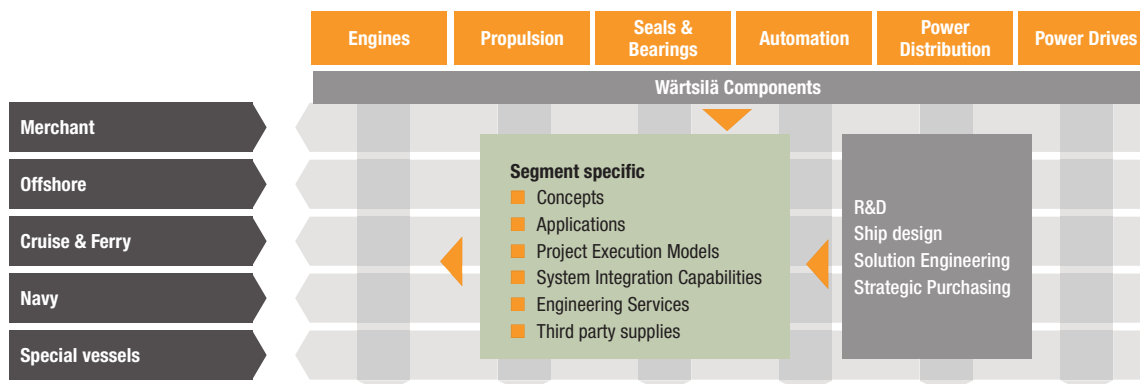 Engines
Propulsion
Seals &
Bearings
Automation
Power
Distribution
Power Drives
Wärtsilä Components
Merchant
Offshore
Cruise & Ferry
Navy
Special vessels
Segment specific
Concepts
Applications
Project Execution Models
System Integration Capabilities
Engineering Services
Third party supplies
R&D
Ship design
Solution Engineering
Strategic Purchasing